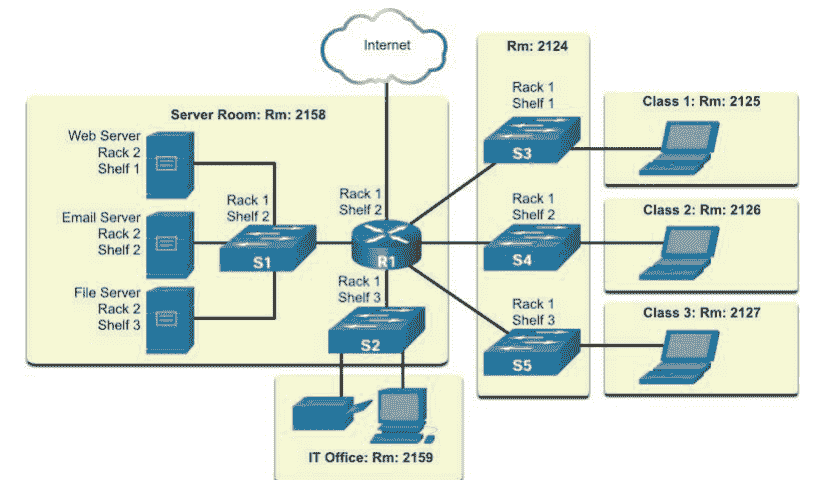 Internet
Rm: 2124
Rack 1
Shelf 1
S3
Class 1: Rm: 2125
Server Room: Rm: 2158
Web Server
Rack 2
Shelf 1
Rack 1
Shelf 2
S1
Rack 1
Shelf 2
R1
Rack 1
Shelf 2
S4
Class 2: Rm: 2126
Email Server
Rack 2
Shelf 2
File Server
Rack 2
Shelf 3
Rack 1
Shelf 3
S2
Rack 1
Shelf 3
S5
Class 3: Rm: 2127
IT Office: Rm: 2159